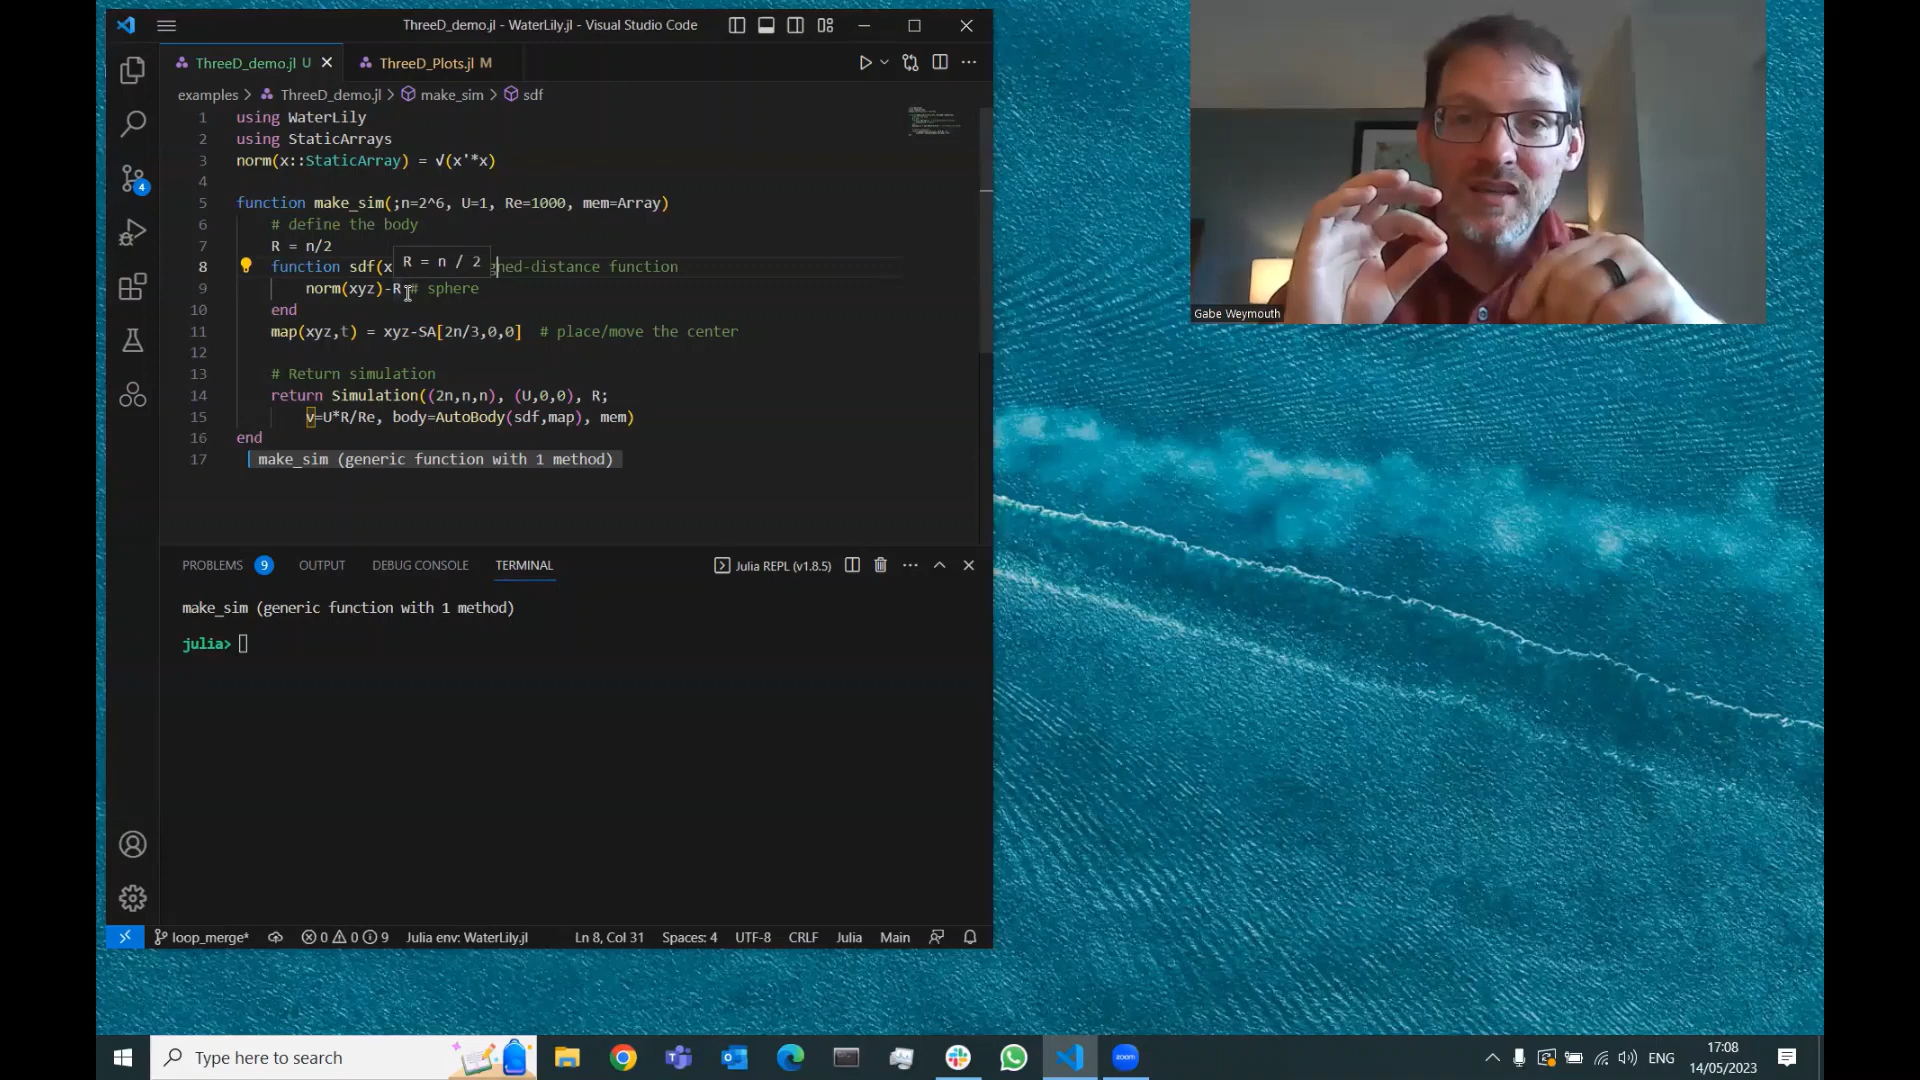 ThreeD_demo.jl - WaterLily.jl - Visual Studio Code
ThreeD_demo.jl U
ThreeD_Plots.jl M
examples > ThreeD_demo.jl > make_sim > sdf
1 using WaterLily
2 using StaticArrays
3 norm(x::StaticArray) = √(x'*x)
4
5 function make_sim(;n=2^6, U=1, Re=1000, mem=Array)
6 # define the body
7 R = n/2
R = n / 2
8 function sdf(x ned-distance function
9 norm(xyz)-R # sphere
10 end
11 map(xyz,t) = xyz-SA[2n/3,0,0] # place/move the center
12
13 # Return simulation
14 return Simulation((2n,n,n), (U,0,0), R;
15 ν=U*R/Re, body=AutoBody(sdf,map), mem)
16 end
17 make_sim (generic function with 1 method)
4
PROBLEMS 9 OUTPUT DEBUG CONSOLE TERMINAL Julia REPL (v1.8.5)
make_sim (generic function with 1 method)
julia>
loop_merge* 0 0 9 Julia env: WaterLily.jl Ln 8, Col 31 Spaces: 4 UTF-8 CRLF Julia Main
Gabe Weymouth
Type here to search
zoom
ENG
17:08
14/05/2023